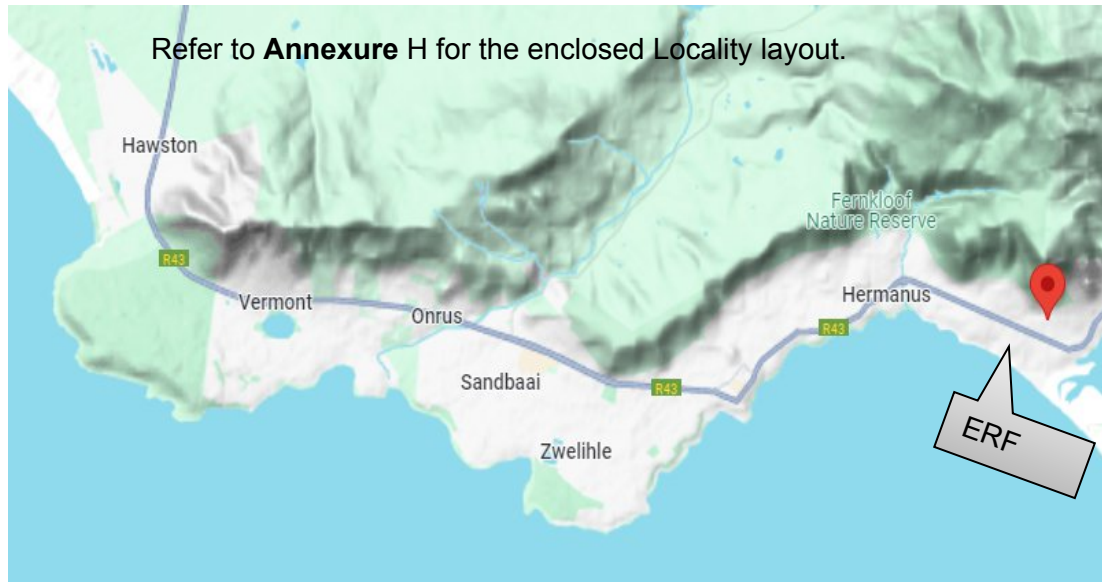 Refer to Annexure H for the enclosed Locality layout.
Hawston
Fernkloof
Nature Reserve
R43
Vermont
Hermanus
Onrus
R43
Sandbaai
R43
ERF
Zwelihle